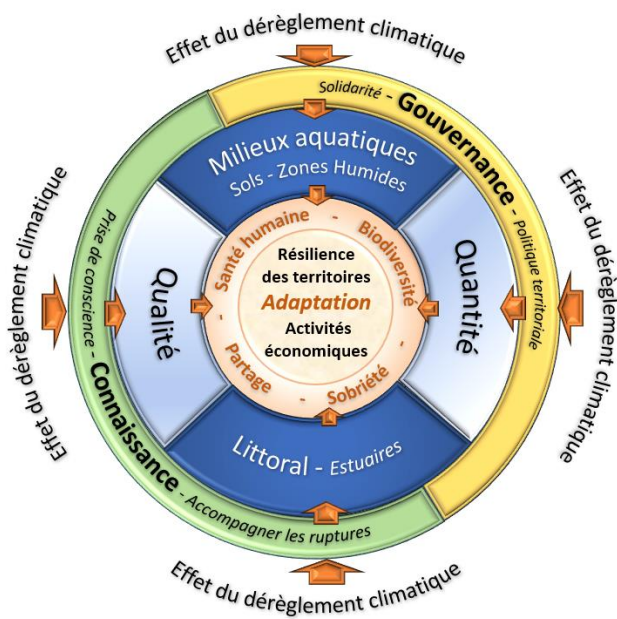 Effet du dérèglement climatique
Solidarité - Gouvernance - Politique territoriale
Milieux aquatiques
Sols - Zones Humides
Effet du dérèglement climatique
Effet du dérèglement climatique
Prise de conscience - Connaissance - Accompagner les ruptures
Qualité
Quantité
- Santé humaine - Biodiversité - Sobriété - Partage
Résilience
des territoires
Adaptation
Activités
économiques
Littoral - Estuaires
Effet du dérèglement climatique